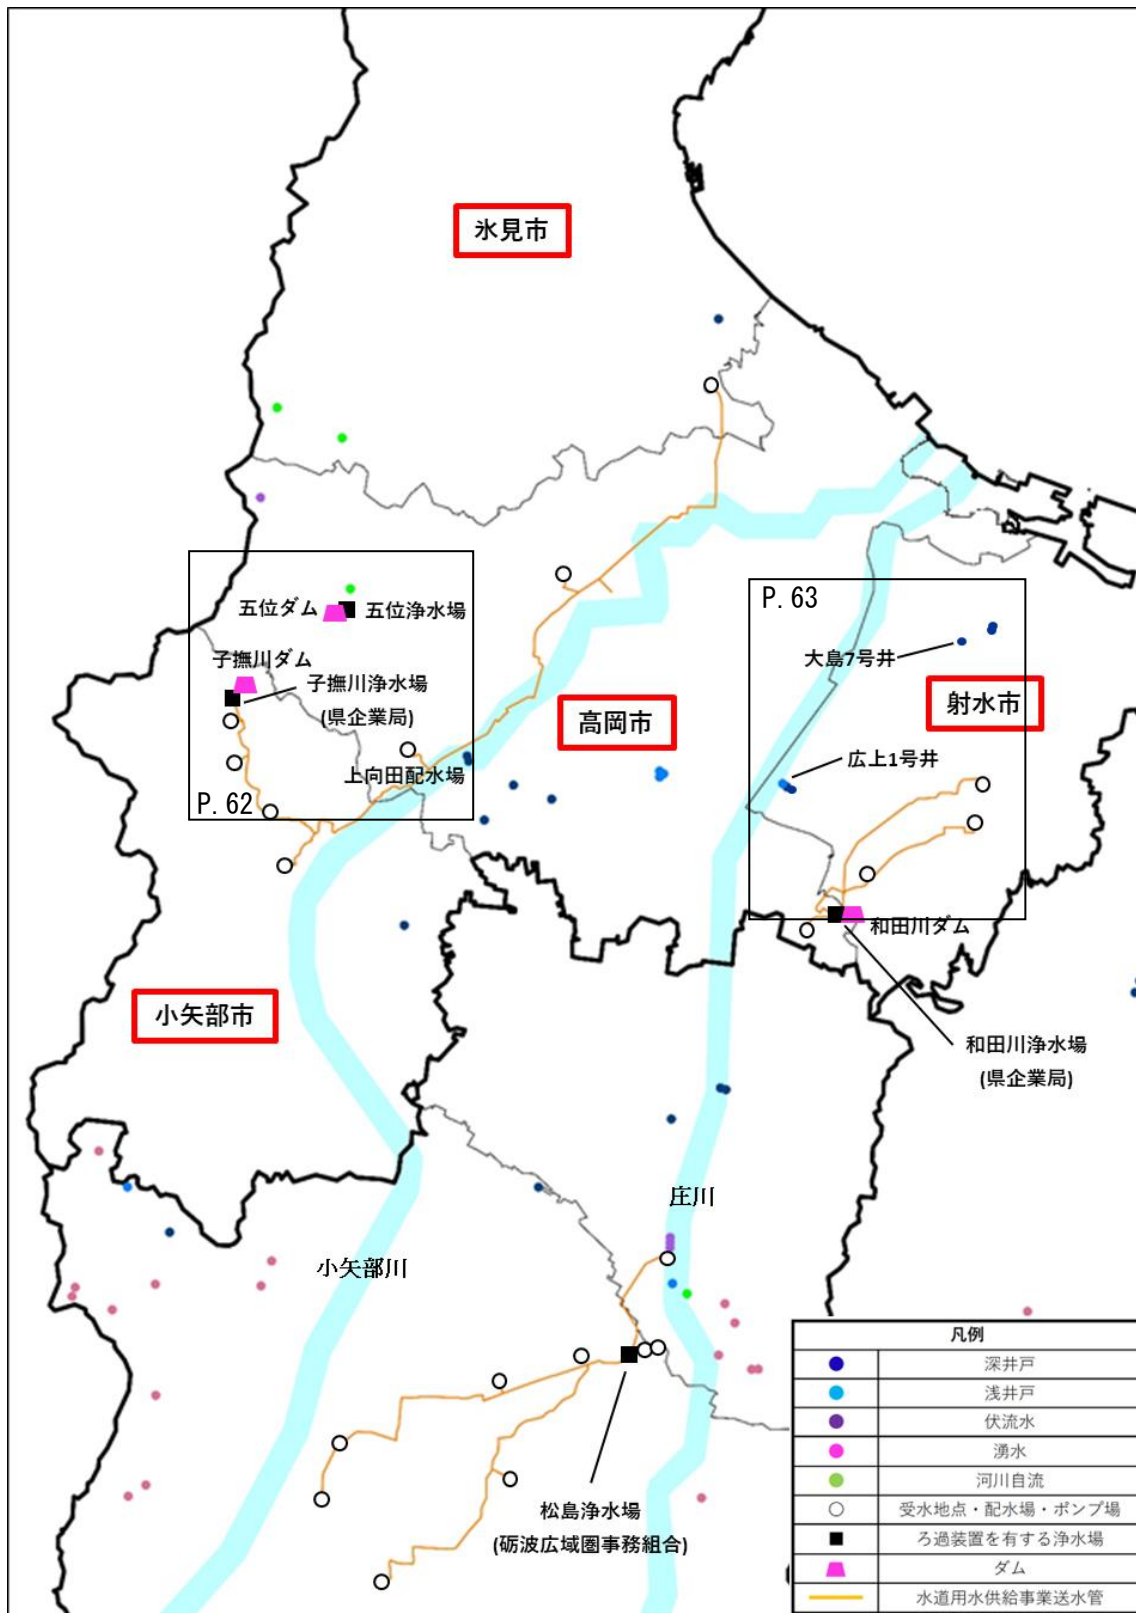 氷見市
P. 63
五位ダム
五位浄水場
大島7号井
子撫川ダム
子撫川浄水場
(県企業局)
射水市
高岡市
広上1号井
上向田配水場
P. 62
和田川ダム
小矢部市
和田川浄水場
(県企業局)
庄川
小矢部川
松島浄水場
(砺波広域圏事務組合)
凡例
深井戸
浅井戸
伏流水
湧水
河川自流
受水地点・配水場・ポンプ場
ろ過装置を有する浄水場
ダム
水道用水供給事業送水管